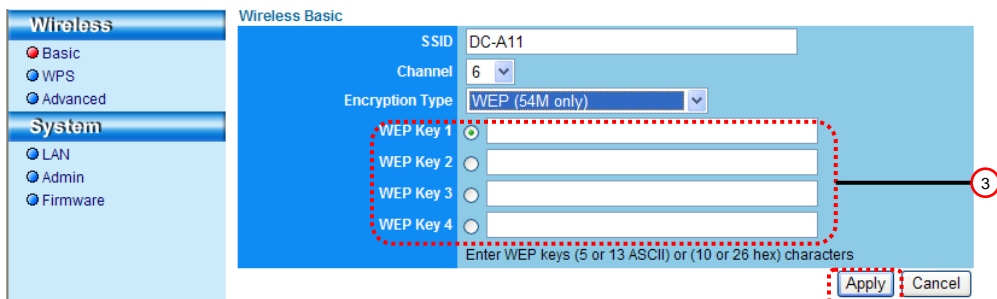 Wireless
Basic
WPS
Advanced
System
LAN
Admin
Firmware
Wireless Basic
SSID DC-A11
Channel 6
Encryption Type WEP (54M only)
WEP Key 1
WEP Key 2
WEP Key 3
WEP Key 4
3
Enter WEP keys (5 or 13 ASCII) or (10 or 26 hex) characters
Apply Cancel